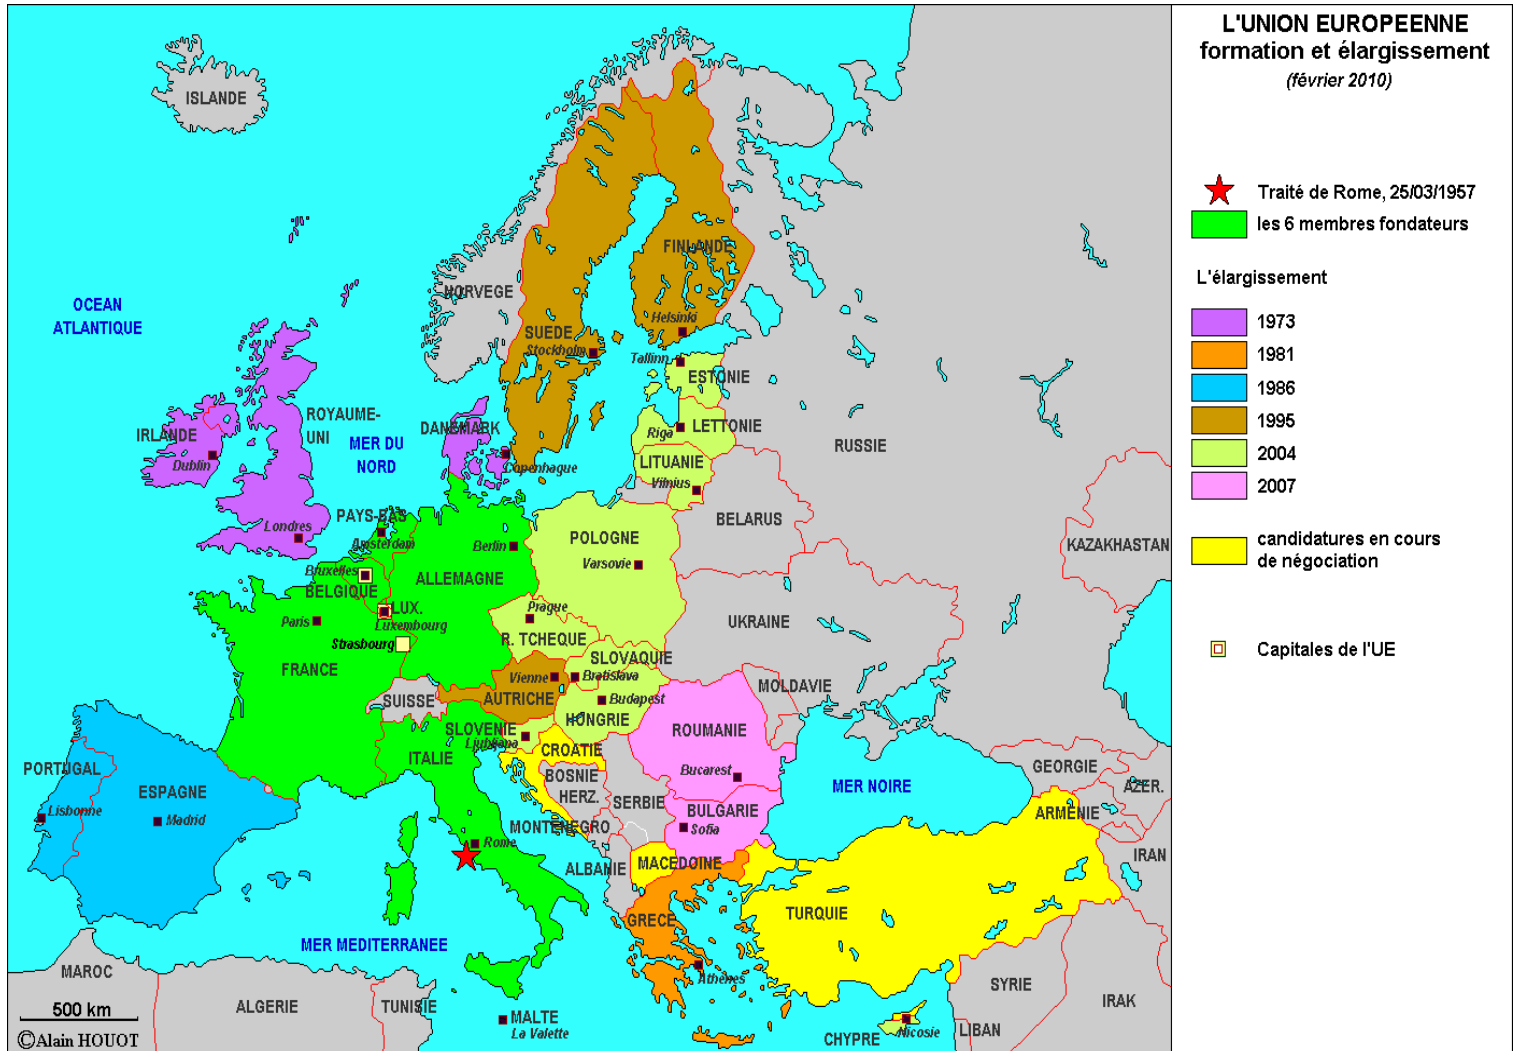 L'UNION EUROPEENNE
formation et élargissement
(février 2010)
Traité de Rome, 25/03/1957
les 6 membres fondateurs
L'élargissement
1973
1981
1986
1995
2004
2007
candidatures en cours
de négociation
Capitales de l'UE
ISLANDE
OCEAN
ATLANTIQUE
NORVEGE
FINLANDE
SUEDE
Helsinki
Stockholm
Tallinn
ESTONIE
ROYAUME-
UNI
IRLANDE
Dublin
MER DU
NORD
DANEMARK
Copenhague
Riga
LETTONIE
LITUANIE
Vilnius
RUSSIE
Londres
PAYS-BAS
Amsterdam
Berlin
POLOGNE
Varsovie
BELARUS
KAZAKHASTAN
Bruxelles
BELGIQUE
ALLEMAGNE
LUX.
Luxembourg
Paris
Strasbourg
Prague
R. TCHEQUE
UKRAINE
FRANCE
SLOVAQUIE
Vienne
Bratislava
SUISSE
AUTRICHE
Budapest
HONGRIE
MOLDAVIE
SLOVENIE
Ljubljana
ROUMANIE
ITALIE
CROATIE
PORTUGAL
ESPAGNE
BOSNIE
HERZ.
Bucarest
MER NOIRE
GEORGIE
AZER.
Lisbonne
Madrid
SERBIE
BULGARIE
Sofia
ARMENIE
MONTENEGRO
Rome
ALBANIE
MACEDOINE
IRAN
GRECE
TURQUIE
MER MEDITERRANEE
Athènes
MAROC
ALGERIE
TUNISIE
SYRIE
IRAK
500 km
MALTE
La Valette
CHYPRE
Nicosie
LIBAN
©Alain HOUOT